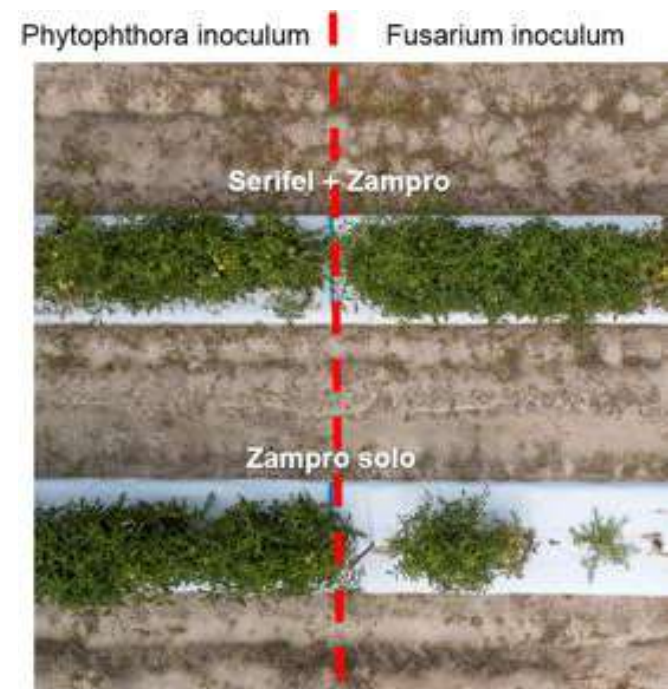 Phytophthora inoculum
Fusarium inoculum
Serifel + Zampro
Zampro solo